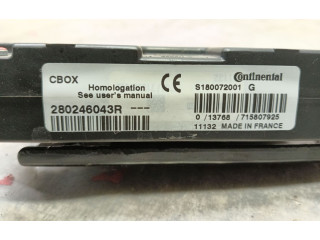 CBOX
Homologation
See user's manual
280246043R ---
CE
Continental
S180072001 G
0 /13768 /715807925
11132 MADE IN FRANCE